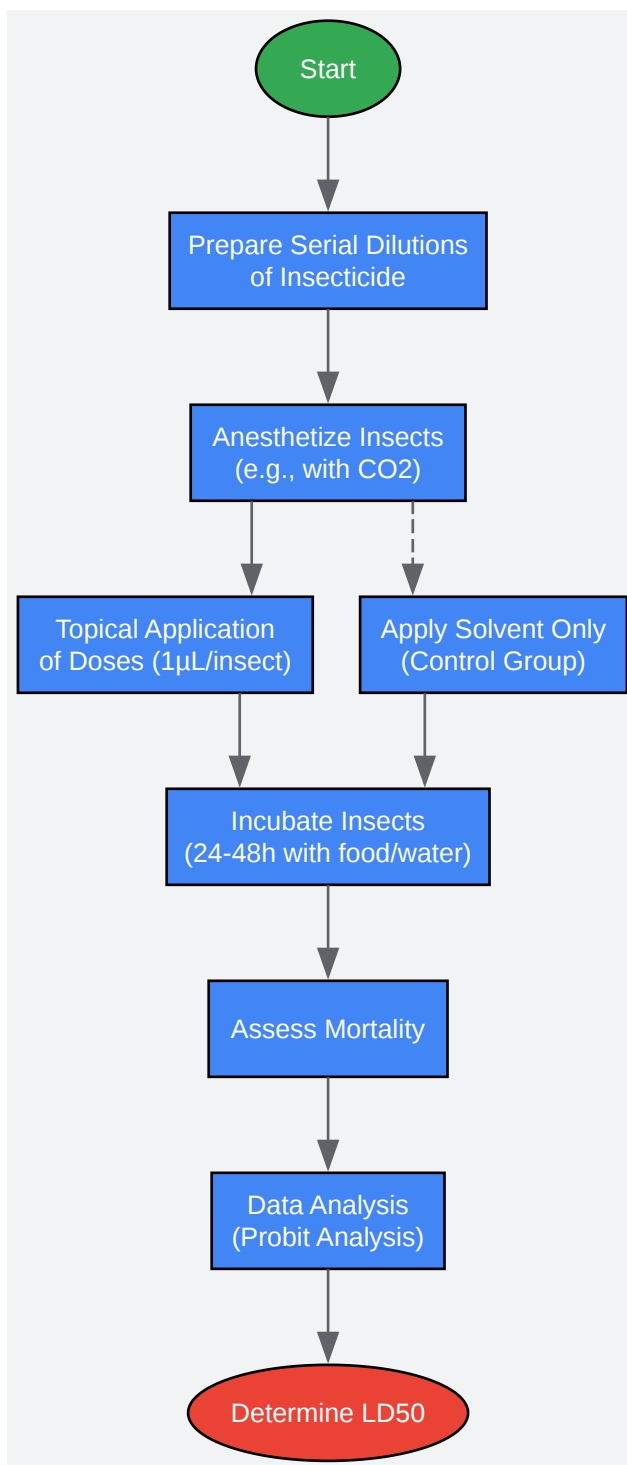 Start
Prepare Serial Dilutions
of Insecticide
Anesthetize Insects
(e.g., with CO2)
Topical Application
of Doses (1µL/insect)
Apply Solvent Only
(Control Group)
Incubate Insects
(24-48h with food/water)
Assess Mortality
Data Analysis
(Probit Analysis)
Determine LD50